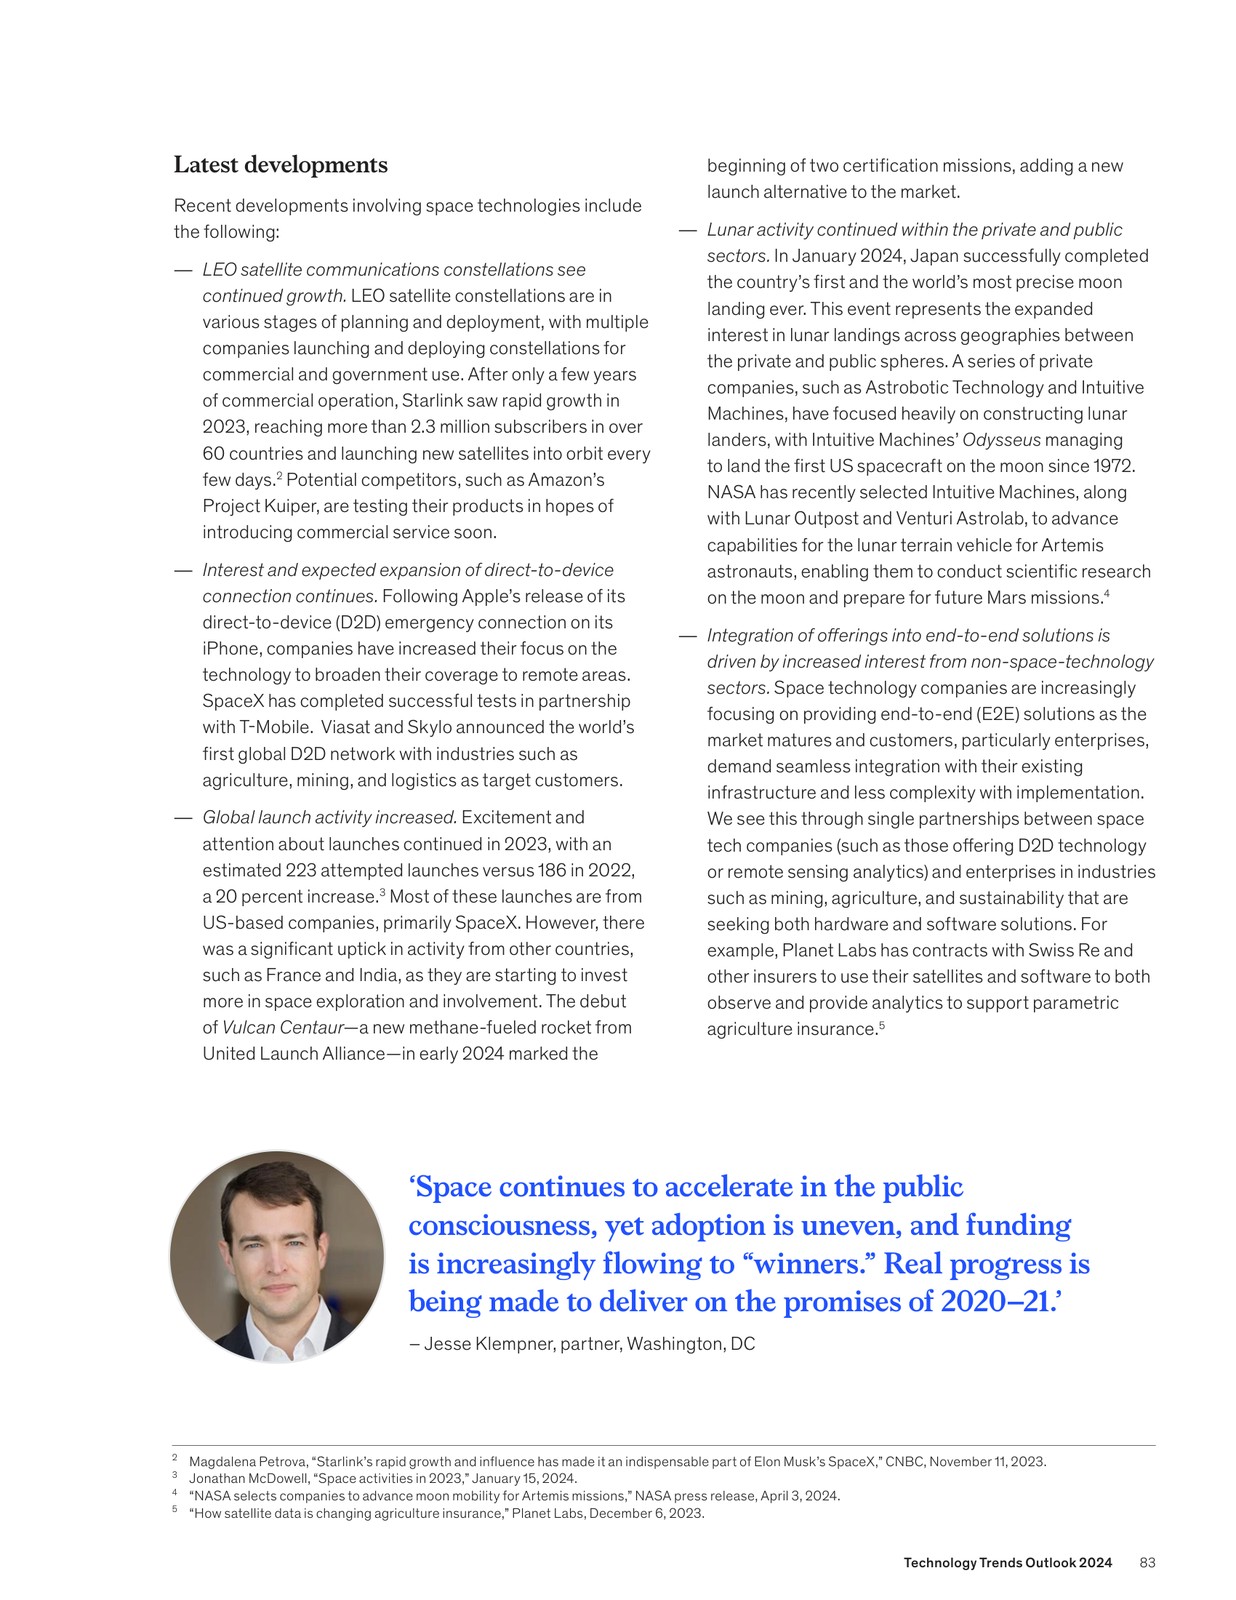 Latest developments
Recent developments involving space technologies include
the following:
— LEO satellite communications constellations see
continued growth. LEO satellite constellations are in
various stages of planning and deployment, with multiple
companies launching and deploying constellations for
commercial and government use. After only a few years
of commercial operation, Starlink saw rapid growth in
2023, reaching more than 2.3 million subscribers in over
60 countries and launching new satellites into orbit every
few days.2 Potential competitors, such as Amazon’s
Project Kuiper, are testing their products in hopes of
introducing commercial service soon.
— Interest and expected expansion of direct-to-device
connection continues. Following Apple’s release of its
direct-to-device (D2D) emergency connection on its
iPhone, companies have increased their focus on the
technology to broaden their coverage to remote areas.
SpaceX has completed successful tests in partnership
with T-Mobile. Viasat and Skylo announced the world’s
first global D2D network with industries such as
agriculture, mining, and logistics as target customers.
— Global launch activity increased. Excitement and
attention about launches continued in 2023, with an
estimated 223 attempted launches versus 186 in 2022,
a 20 percent increase.3 Most of these launches are from
US-based companies, primarily SpaceX. However, there
was a significant uptick in activity from other countries,
such as France and India, as they are starting to invest
more in space exploration and involvement. The debut
of Vulcan Centaur—a new methane-fueled rocket from
United Launch Alliance—in early 2024 marked the
beginning of two certification missions, adding a new
launch alternative to the market.
— Lunar activity continued within the private and public
sectors. In January 2024, Japan successfully completed
the country’s first and the world’s most precise moon
landing ever. This event represents the expanded
interest in lunar landings across geographies between
the private and public spheres. A series of private
companies, such as Astrobotic Technology and Intuitive
Machines, have focused heavily on constructing lunar
landers, with Intuitive Machines’ Odysseus managing
to land the first US spacecraft on the moon since 1972.
NASA has recently selected Intuitive Machines, along
with Lunar Outpost and Venturi Astrolab, to advance
capabilities for the lunar terrain vehicle for Artemis
astronauts, enabling them to conduct scientific research
on the moon and prepare for future Mars missions.4
— Integration of offerings into end-to-end solutions is
driven by increased interest from non-space-technology
sectors. Space technology companies are increasingly
focusing on providing end-to-end (E2E) solutions as the
market matures and customers, particularly enterprises,
demand seamless integration with their existing
infrastructure and less complexity with implementation.
We see this through single partnerships between space
tech companies (such as those offering D2D technology
or remote sensing analytics) and enterprises in industries
such as mining, agriculture, and sustainability that are
seeking both hardware and software solutions. For
example, Planet Labs has contracts with Swiss Re and
other insurers to use their satellites and software to both
observe and provide analytics to support parametric
agriculture insurance.5
‘Space continues to accelerate in the public
consciousness, yet adoption is uneven, and funding
is increasingly flowing to “winners.” Real progress is
being made to deliver on the promises of 2020–21.’
– Jesse Klempner, partner, Washington, DC
2 Magdalena Petrova, “Starlink’s rapid growth and influence has made it an indispensable part of Elon Musk’s SpaceX,” CNBC, November 11, 2023.
3 Jonathan McDowell, “Space activities in 2023,” January 15, 2024.
4 “NASA selects companies to advance moon mobility for Artemis missions,” NASA press release, April 3, 2024.
5 “How satellite data is changing agriculture insurance,” Planet Labs, December 6, 2023.
Technology Trends Outlook 2024 83